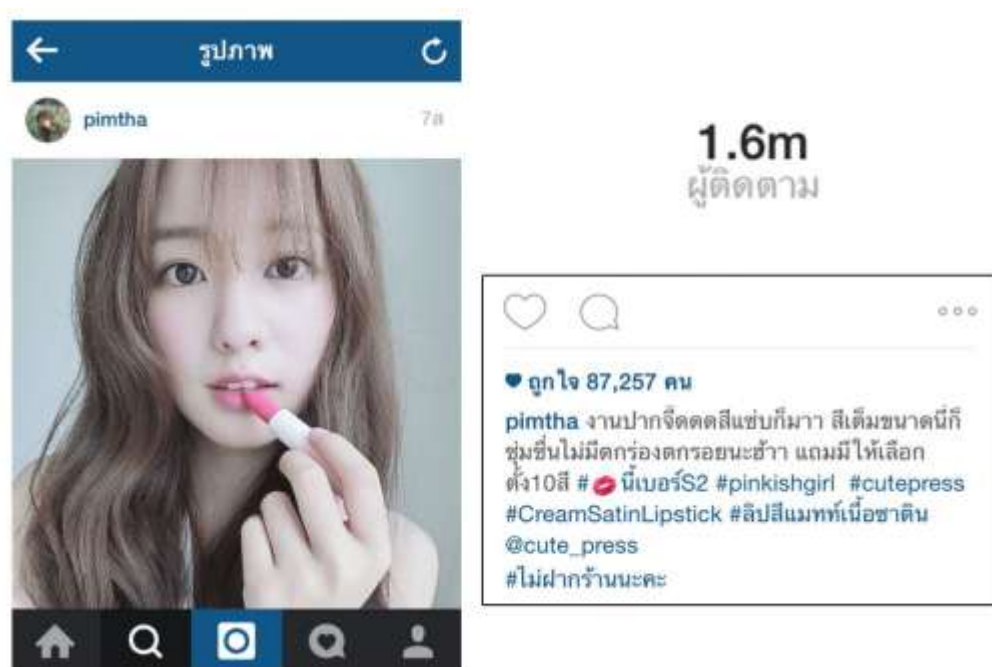 รูปภาพ
pimtha
7ส
1.6m
ผู้ติดตาม
ถูกใจ 87,257 คน
pimtha งานปากจี๊ดดดสีแซ่บก็มาา สีเต็มขนาดนี่ก็
ชุ่มชื่นไม่มีตกร่องตกรอยนะฮ้าา แถมมีให้เลือก
ตั้ง10สี #💋นี้เบอร์S2 #pinkishgirl #cutepress
#CreamSatinLipstick #ลิปสีแมทท์เนื้อซาติน
@cute_press
#ไม่ฝากร้านนะคะ